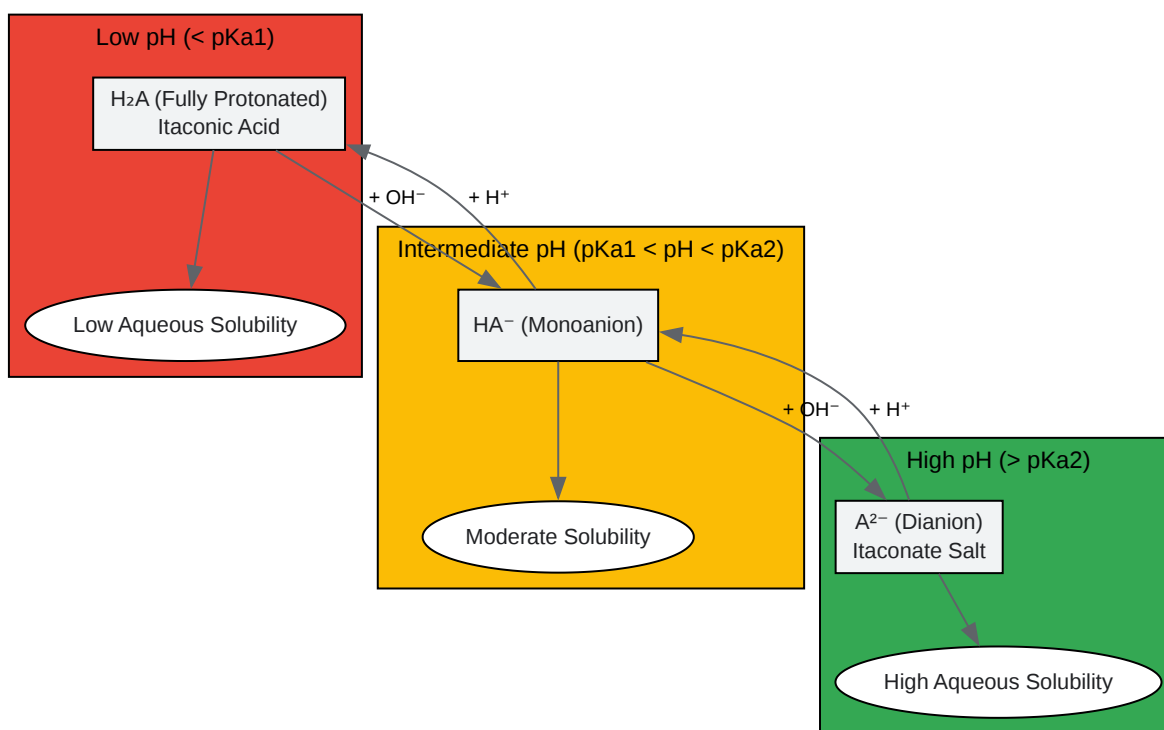 Low pH (< pKa1)
H₂A (Fully Protonated)
Itaconic Acid
+ OH⁻
+ H⁺
Low Aqueous Solubility
Intermediate pH (pKa1 < pH < pKa2)
HA⁻ (Monoanion)
+ OH⁻
+ H⁺
Moderate Solubility
High pH (> pKa2)
A²⁻ (Dianion)
Itaconate Salt
High Aqueous Solubility